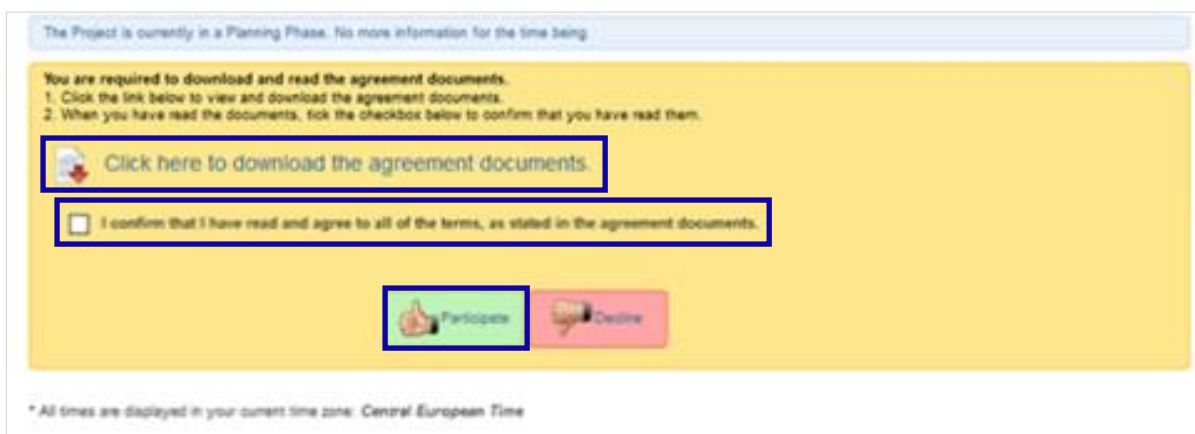 The Project is currently in a Planning Phase. No more information for the time being.
You are required to download and read the agreement documents.
1. Click the link below to view and download the agreement documents.
2. When you have read the documents, tick the checkbox below to confirm that you have read them.
Click here to download the agreement documents.
I confirm that I have read and agree to all of the terms, as stated in the agreement documents.
Participate Decline
* All times are displayed in your current time zone: Central European Time